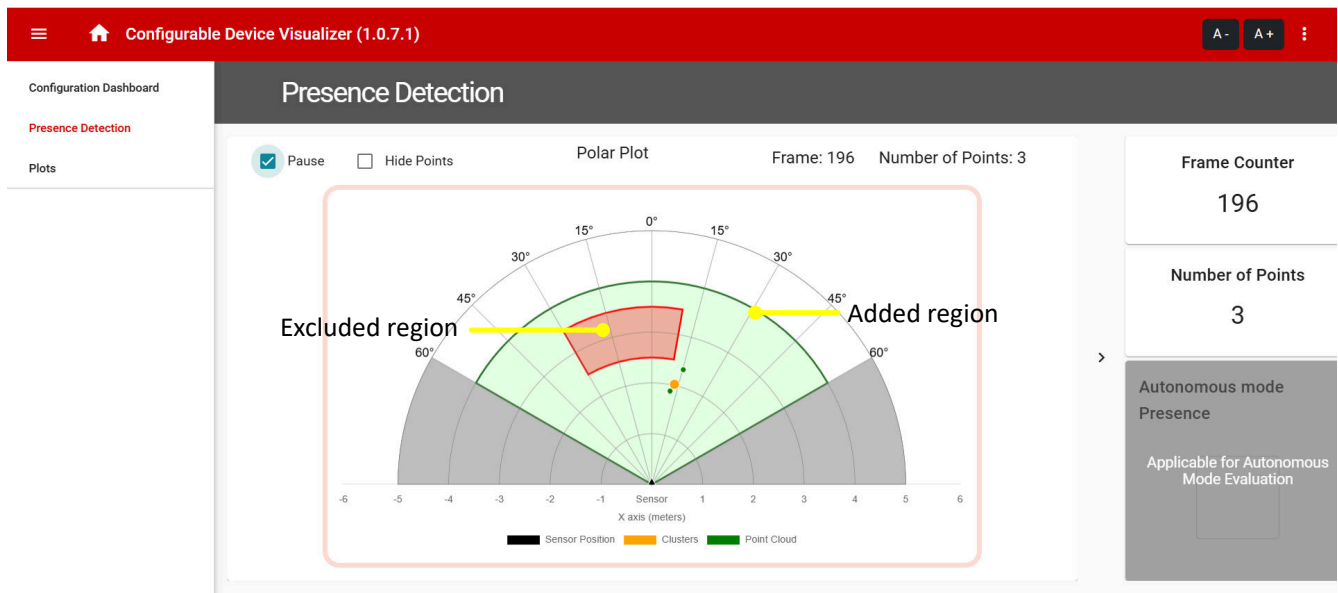 Configurable Device Visualizer (1.0.7.1)
A -
A +
Configuration Dashboard
Presence Detection
Plots
Presence Detection
Pause
Hide Points
Polar Plot
Frame: 196
Number of Points: 3
0°
15°
15°
30°
30°
45°
45°
60°
60°
Excluded region
Added region
-6
-5
-4
-3
-2
-1
Sensor
1
2
3
4
5
6
X axis (meters)
Sensor Position
Clusters
Point Cloud
Frame Counter
196
Number of Points
3
Autonomous mode
Presence
Applicable for Autonomous
Mode Evaluation